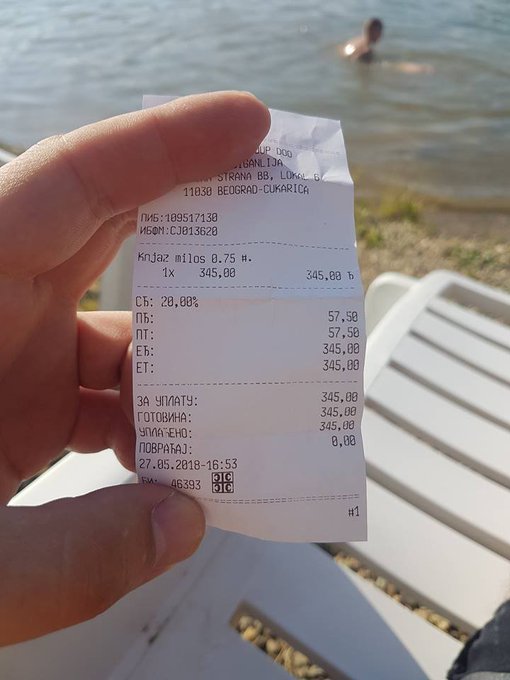 DOO
STRANA BB, LOKAL 6
11030 BEOGRAD-CUKARICA
ПИБ:109517130
ИБФМ:CJ013620
Knjaz milos 0.75 #.
1x 345,00 345,00 Ђ
СЂ: 20,00%
ПЂ: 57,50
ПТ: 57,50
ЕЂ: 345,00
ЕТ: 345,00
ЗА УПЛАТУ: 345,00
ГОТОВИНА: 345,00
УПЛАЋЕНО: 345,00
ПОВРАЋАЈ: 0,00
27.05.2018-16:53
БИ: 46393
#1